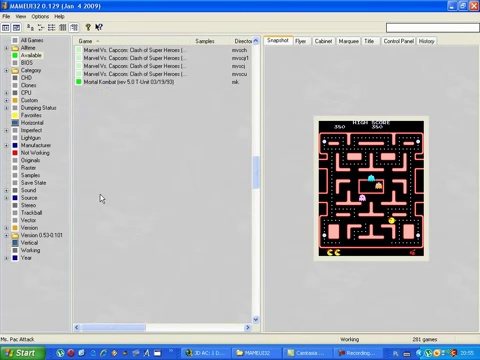 MAMEUI32 0.129 (Jan 4 2009)
File View Options Help
All Games
Available
BIOS
Category
CHD
Clones
CPU
Custom
Dumping Status
Favorites
Horizontal
Imperfect
Lightgun
Manufacturer
Not Working
Originals
Raster
Samples
Save State
Sound
Source
Stereo
Trackball
Vector
Version
Version 0.53-0.101
Vertical
Working
Year
Game Samples Director
Marvel Vs. Capcom: Clash of Super Heroes (... mvsch
Marvel Vs. Capcom: Clash of Super Heroes (...
Marvel Vs. Capcom: Clash of Super Heroes (... mvscj
Marvel Vs. Capcom: Clash of Super Heroes (... mvscu
Mortal Kombat (rev 5.0 T-Unit 03/19/93) mk
Snapshot Flyer Cabinet Marquee Title Control Panel History
HIGH SCORE
Ms. Pac Attack Working 281 games
Start
3D AC: | D...
MAMEUI32
Camtasia...
Recording...
PL
20:55